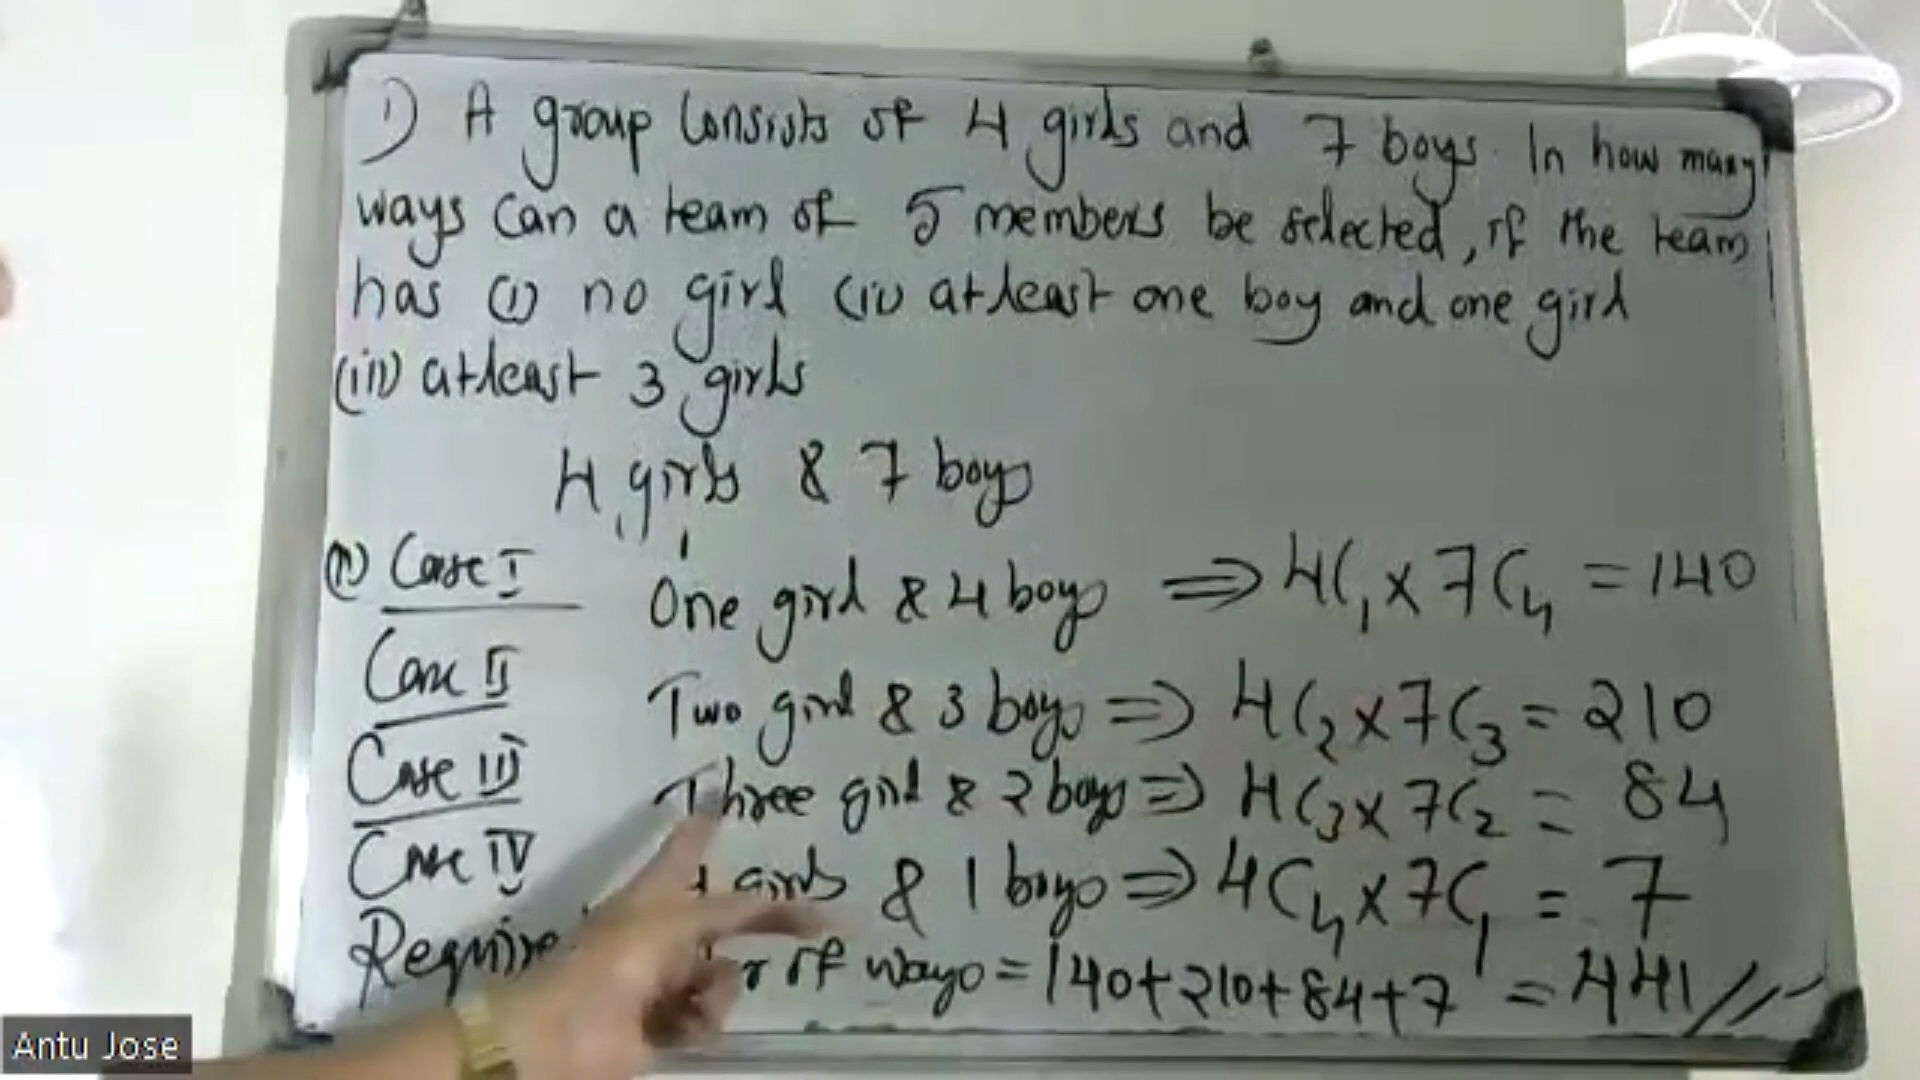 1) A group consists of 4 girls and 7 boys. In how many
ways can a team of 5 members be selected, if the team
has (i) no girl (ii) atleast one boy and one girl
(iii) atleast 3 girls
4 girls & 7 boys
(ii) Case I One girl & 4 boys ⇒ 4C₁ x 7C₄ = 140
Case II Two girl & 3 boys ⇒ 4C₂ x 7C₃ = 210
Case III Three girl & 2 boys ⇒ 4C₃ x 7C₂ = 84
Case IV girls & 1 boys ⇒ 4C₄ x 7C₁ = 7
of ways = 140+210+84+7 = 441//
Antu Jose